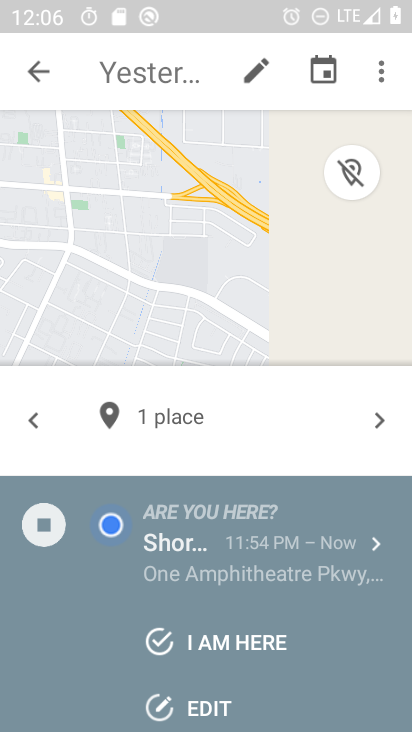 12:06 LTE
Yester...
1 place
ARE YOU HERE?
Shor... 11:54 PM – Now
One Amphitheatre Pkwy,...
I AM HERE
EDIT